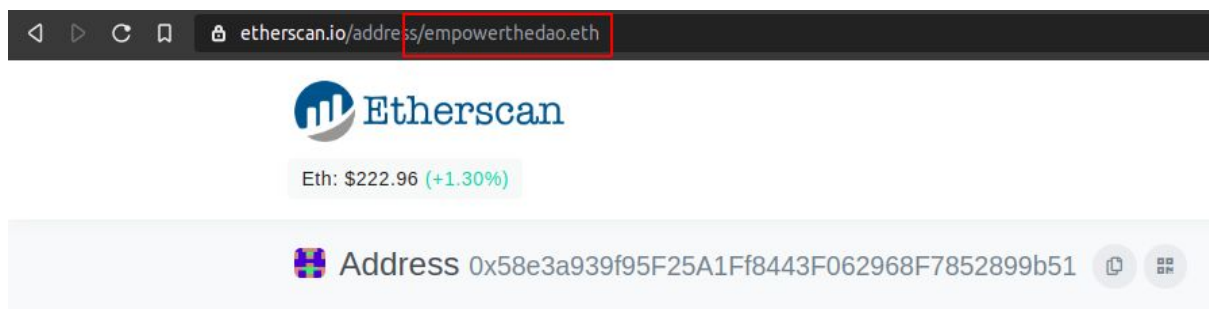 etherscan.io/address/empowerthedao.eth
Etherscan
Eth: $222.96 (+1.30%)
Address 0x58e3a939f95F25A1Ff8443F062968F7852899b51